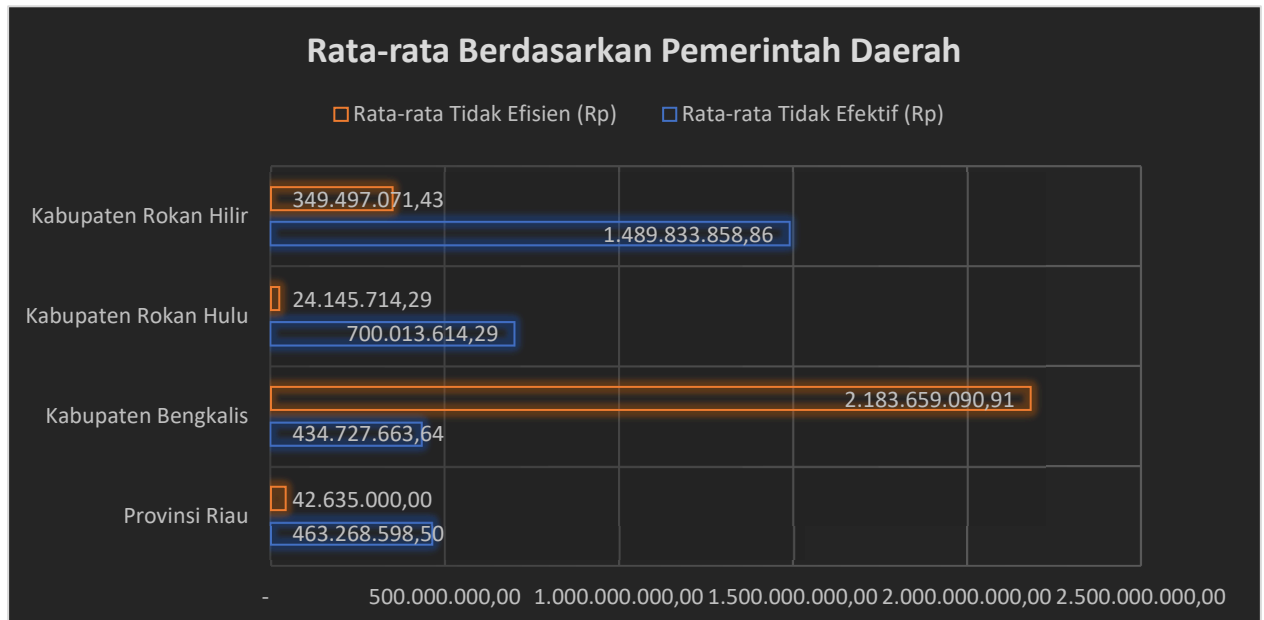 Rata-rata Berdasarkan Pemerintah Daerah
Rata-rata Tidak Efisien (Rp) Rata-rata Tidak Efektif (Rp)
Kabupaten Rokan Hilir
349.497.071,43
1.489.833.858,86
Kabupaten Rokan Hulu
24.145.714,29
700.013.614,29
Kabupaten Bengkalis
2.183.659.090,91
434.727.663,64
Provinsi Riau
42.635.000,00
463.268.598,50
- 500.000.000,00 1.000.000.000,00 1.500.000.000,00 2.000.000.000,00 2.500.000.000,00